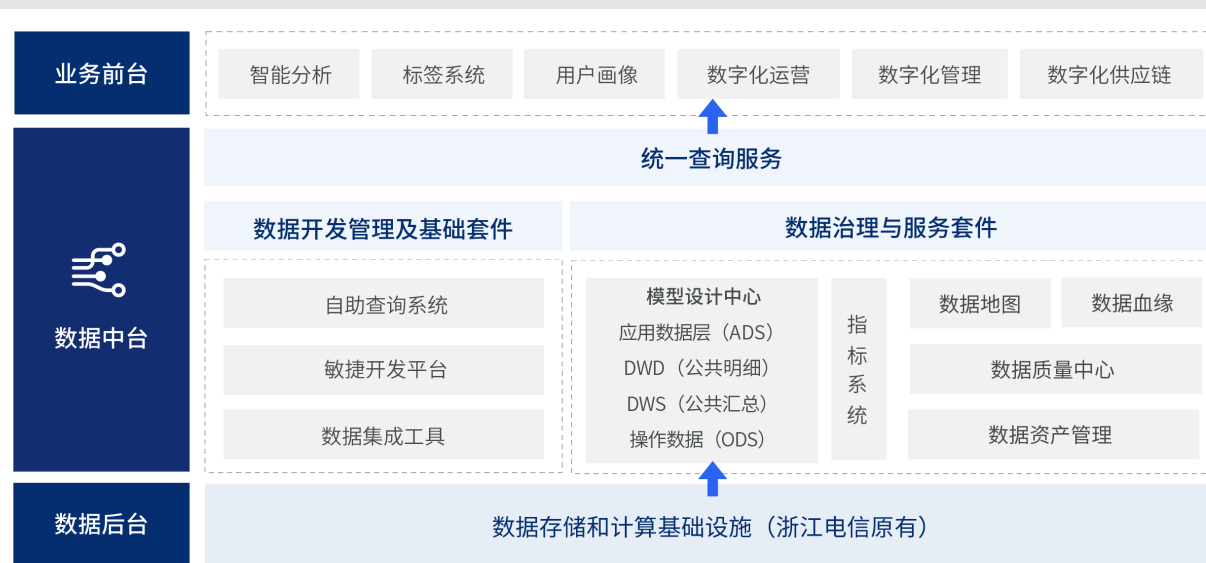 业务前台
智能分析
标签系统
用户画像
数字化运营
数字化管理
数字化供应链
统一查询服务
数据中台
数据开发管理及基础套件
自助查询系统
敏捷开发平台
数据集成工具
数据治理与服务套件
模型设计中心
应用数据层（ADS）
DWD（公共明细）
DWS（公共汇总）
操作数据（ODS）
指
标
系
统
数据地图
数据血缘
数据质量中心
数据资产管理
数据后台
数据存储和计算基础设施（浙江电信原有）